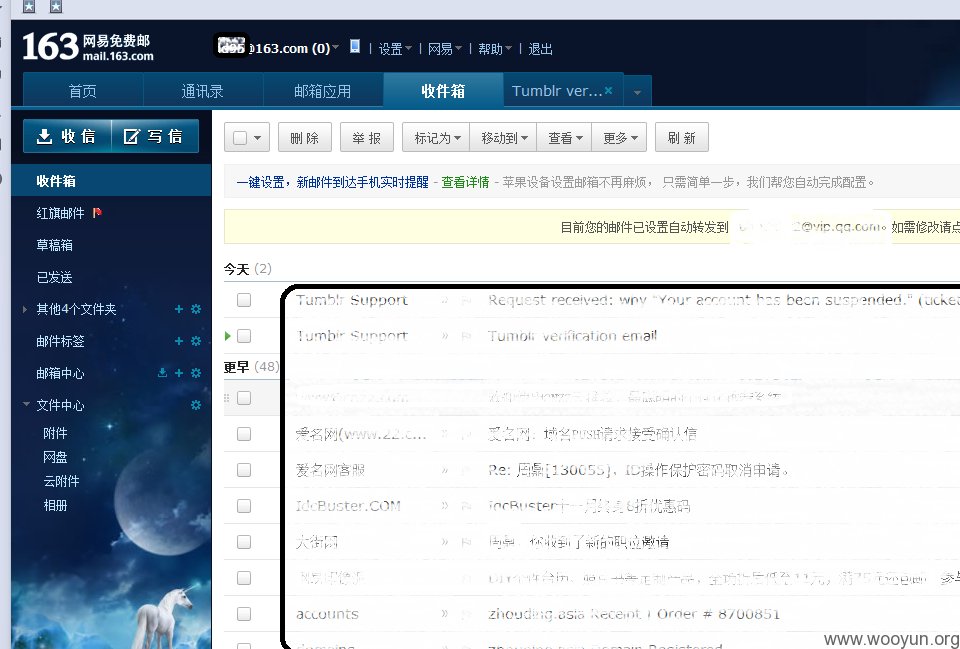 163 网易免费邮
mail.163.com
@163.com (0) | 设置 | 网易 | 帮助 | 退出
首页 通讯录 邮箱应用 收件箱 Tumblr ver...×
收 信 写 信
删 除 举 报 标记为 移动到 查看 更多 刷 新
收件箱
一键设置，新邮件到达手机实时提醒 - 查看详情 - 苹果设备设置邮箱不再麻烦， 只需简单一步，我们帮您自动完成配置。
红旗邮件
目前您的邮件已设置自动转发到 2@vip.qq.com。如需修改请点
草稿箱
已发送
其他4个文件夹
邮件标签
邮箱中心
文件中心
附件
网盘
云附件
相册
今天 (2)
Tumblr Support Request received: why "Your account has been suspended." (ticke
Tumblr Support Tumblr verification email
更早 (48)
爱名网(www.22.c... 爱名网：域名PUSH请求接受确认信
爱名网客服 Re: 周鼎[130055]，ID操作保护密码取消申请。
IdcBuster.COM idcBuster十一月 8折优惠码
大街网 周鼎，你收到了新的职位邀请
accounts zhouding.asia Receipt / Order # 8700851
www.wooyun.org